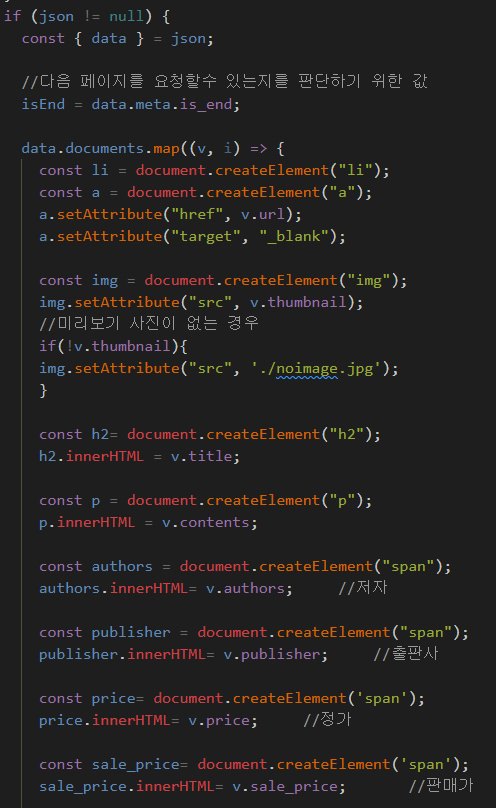 if (json != null) {
const { data } = json;
//다음 페이지를 요청할수 있는지를 판단하기 위한 값
isEnd = data.meta.is_end;
data.documents.map((v, i) => {
const li = document.createElement("li");
const a = document.createElement("a");
a.setAttribute("href", v.url);
a.setAttribute("target", "_blank");
const img = document.createElement("img");
img.setAttribute("src", v.thumbnail);
//미리보기 사진이 없는 경우
if(!v.thumbnail){
img.setAttribute("src", './noimage.jpg');
}
const h2= document.createElement("h2");
h2.innerHTML = v.title;
const p = document.createElement("p");
p.innerHTML = v.contents;
const authors = document.createElement("span");
authors.innerHTML= v.authors; //저자
const publisher = document.createElement("span");
publisher.innerHTML= v.publisher; //출판사
const price= document.createElement('span');
price.innerHTML= v.price; //정가
const sale_price= document.createElement('span');
sale_price.innerHTML= v.sale_price; //판매가